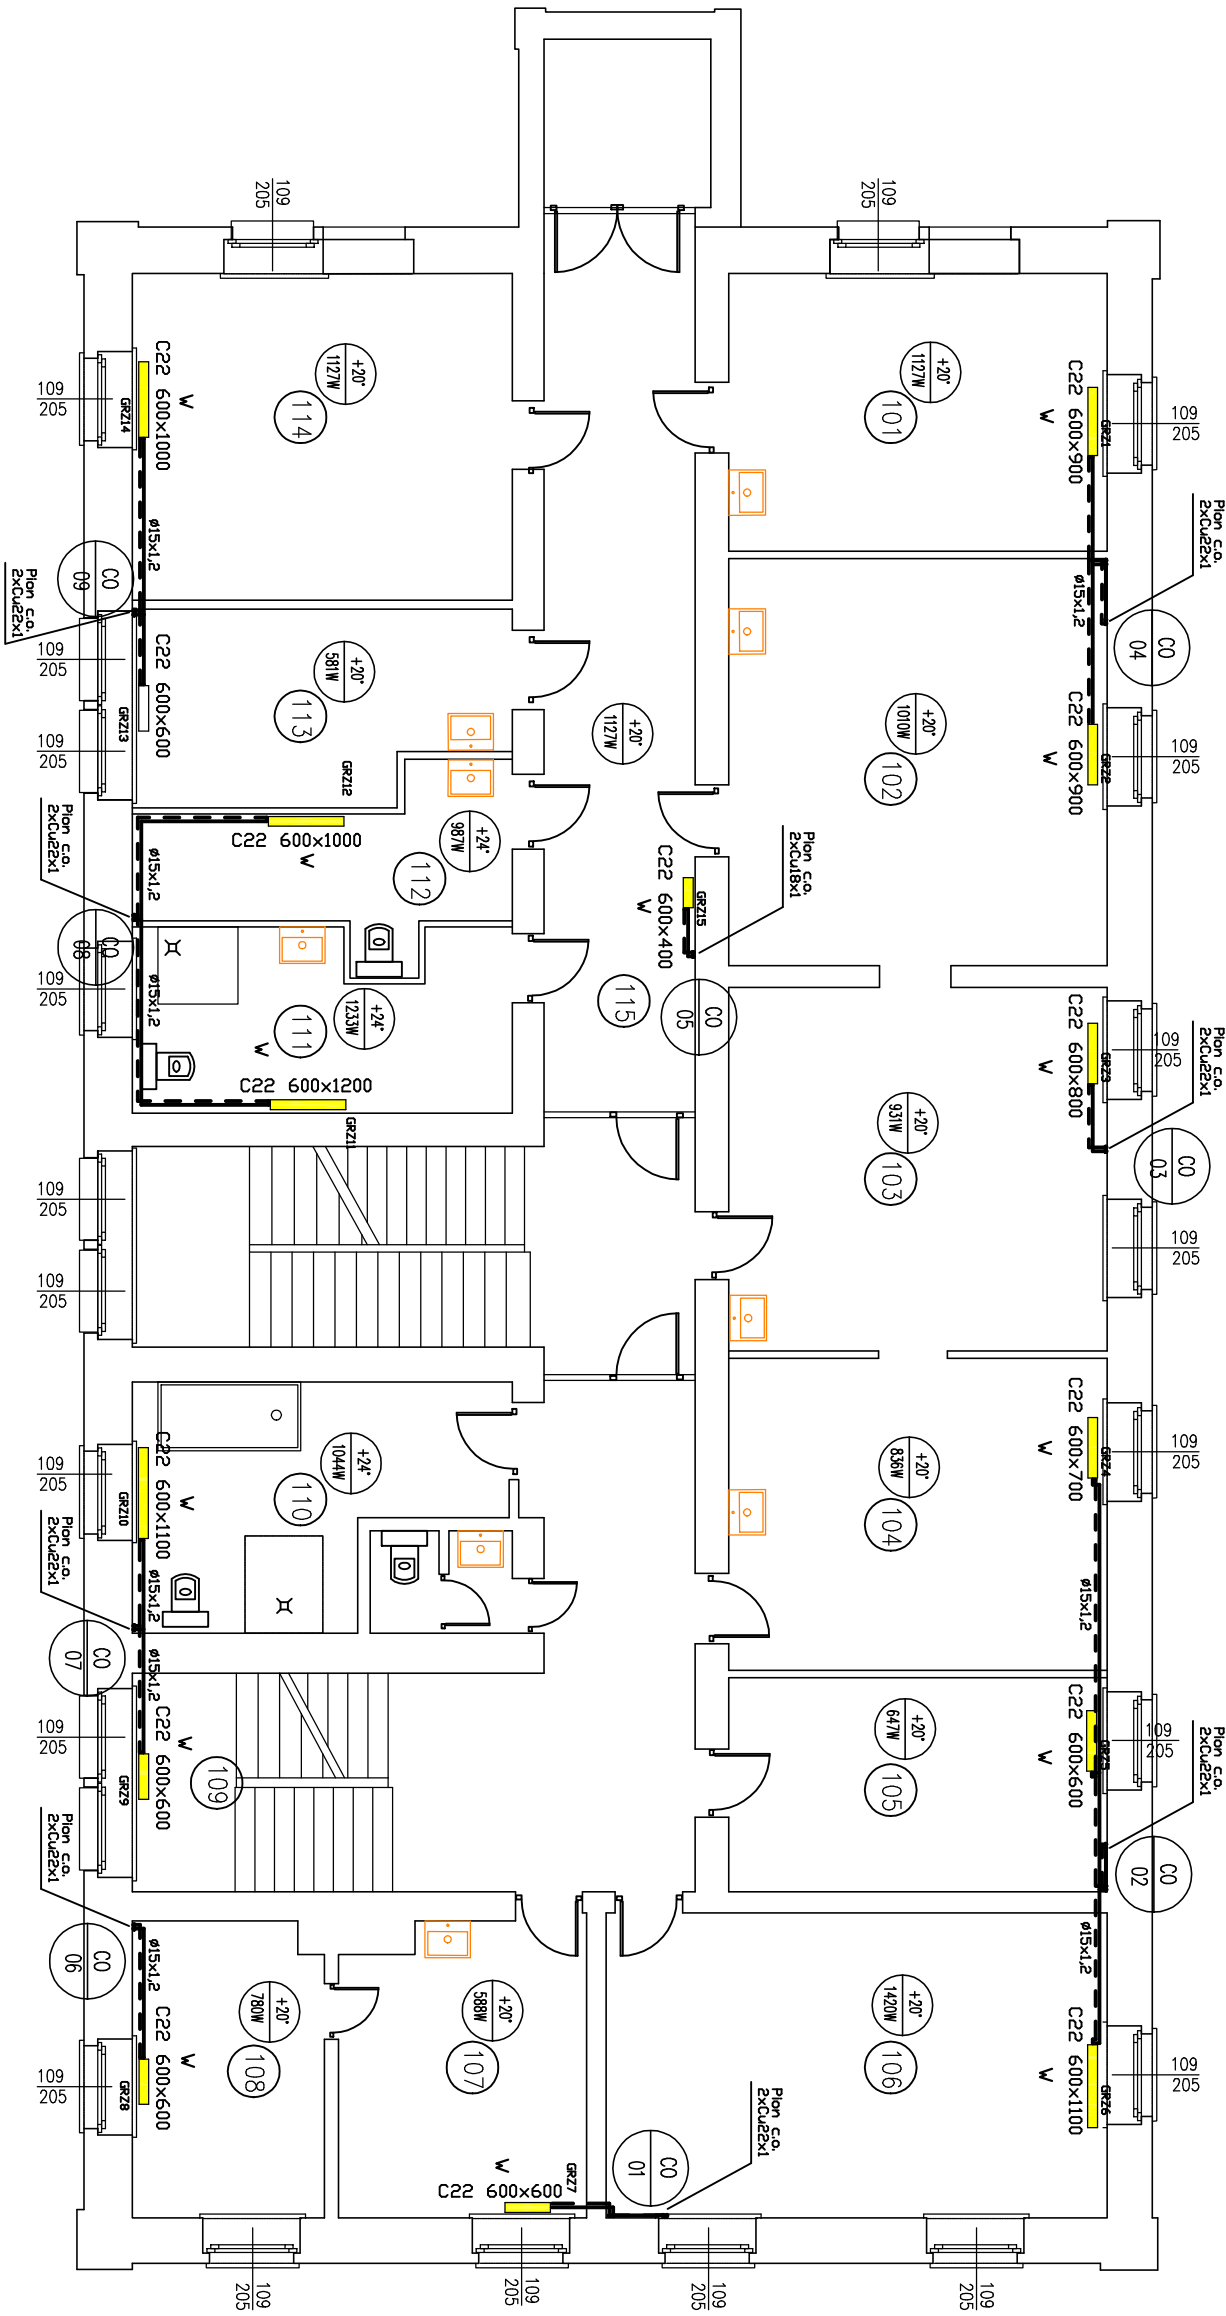 109
205
109
205
109
205
C22 600x1000
GRZ14
W
+20°
1127W
114
+20°
1127W
101
C22 600x900
GRZ1
W
109
205
Pion c.o.
2xCu22x1
ø15x1,2
CO
09
Pion c.o.
2xCu22x1
ø15x1,2
CO
04
109
205
109
205
C22 600x600
GRZ13
+20°
581W
113
GRZ12
+20°
1127W
+20°
1010W
102
C22 600x900
GRZ2
W
109
205
Pion c.o.
2xCu22x1
ø15x1,2
C22 600x1000
W
+24°
987W
112
Pion c.o.
2xCu18x1
C22 600x400
GRZ15
W
CO
08
109
205
ø15x1,2
+24°
1233W
111
W
C22 600x1200
GRZ11
115
CO
05
C22 600x800
GRZ3
W
109
205
Pion c.o.
2xCu22x1
+20°
931W
103
CO
03
109
205
109
205
109
205
C22 600x1100
GRZ10
W
109
205
+24°
1044W
110
+20°
836W
104
C22 600x700
GRZ4
W
109
205
Pion c.o.
2xCu22x1
ø15x1,2
CO
07
ø15x1,2
ø15x1,2
109
205
C22 600x600
GRZ9
W
109
+20°
647W
105
C22 600x600
GRZ5
W
109
205
Pion c.o.
2xCu22x1
CO
02
Pion c.o.
2xCu22x1
CO
06
ø15x1,2
C22 600x600
GRZ8
W
109
205
+20°
780W
108
+20°
588W
107
+20°
1420W
106
ø15x1,2
C22 600x1100
GRZ6
W
109
205
W
C22 600x600
GRZ7
CO
01
Pion c.o.
2xCu22x1
109
205
109
205
109
205
109
205